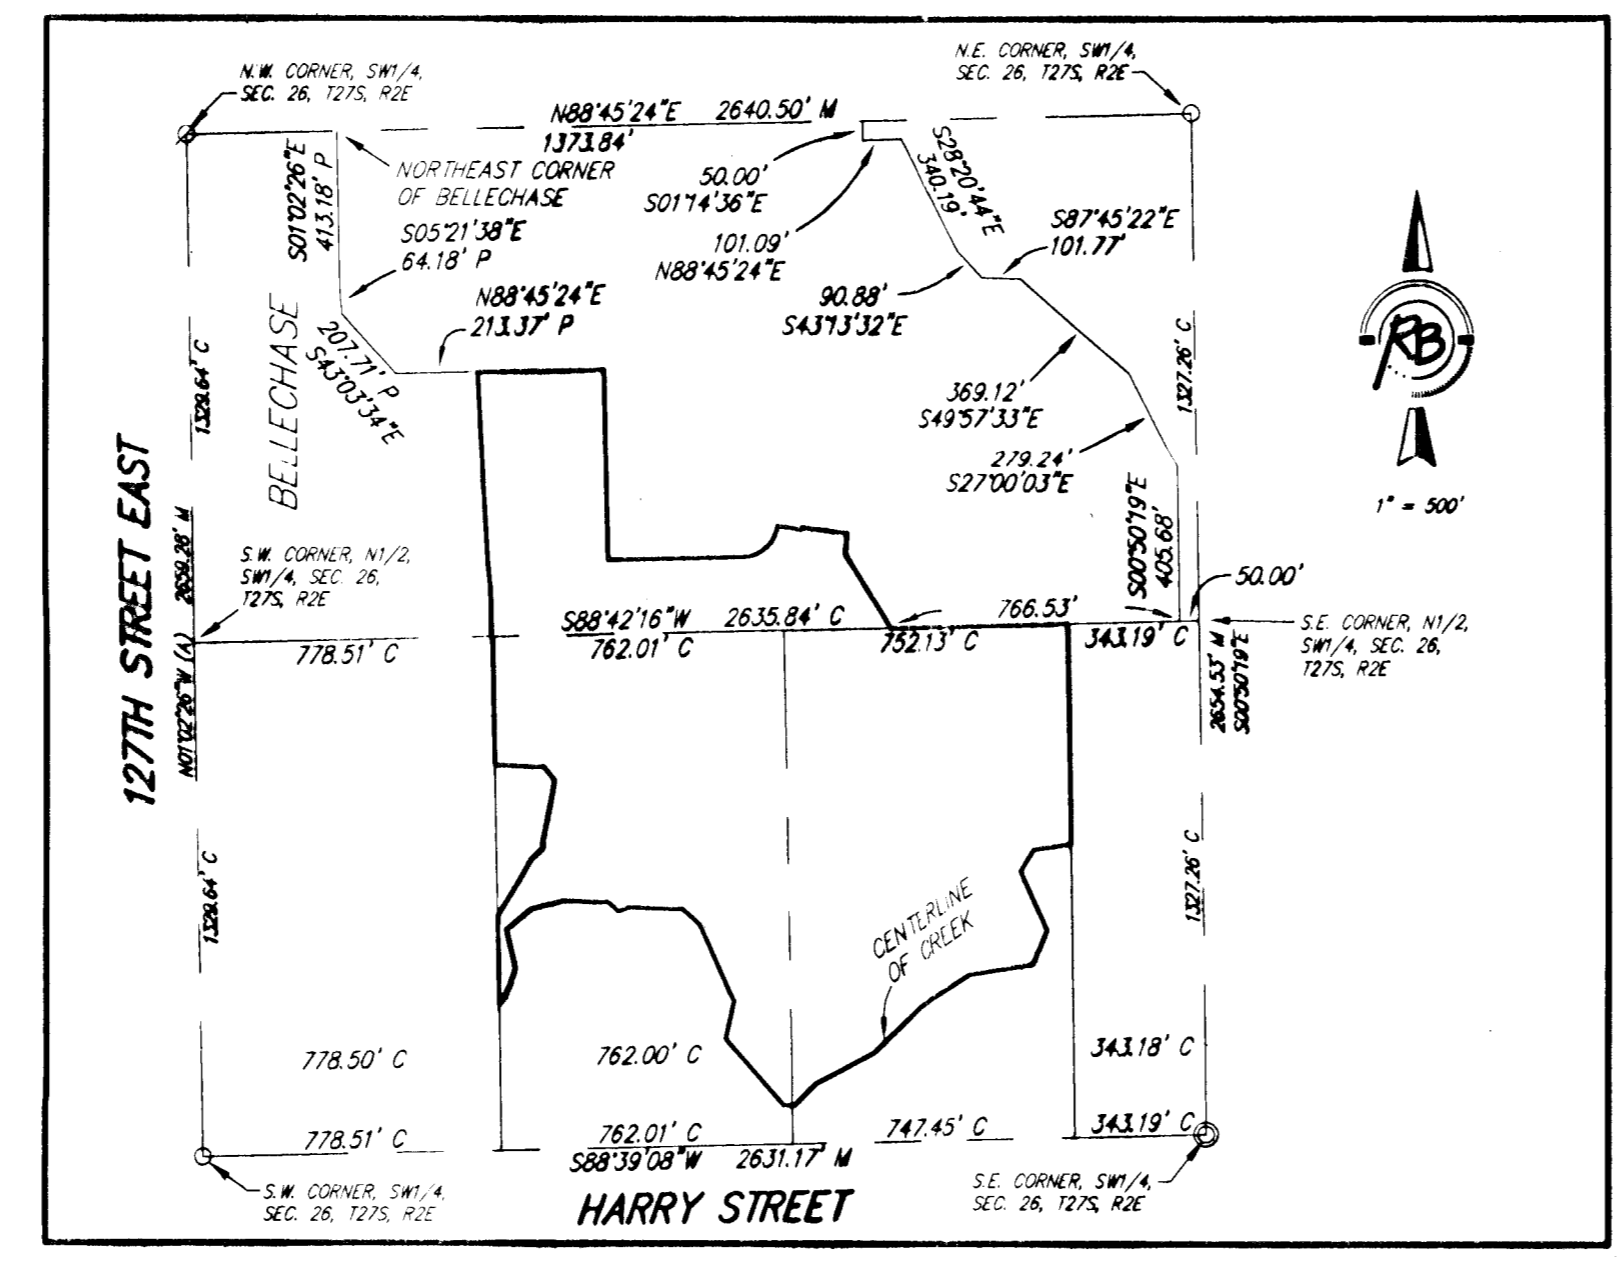 N.W. CORNER, SW1/4,
SEC. 26, T27S, R2E
N.E. CORNER, SW1/4,
SEC. 26, T27S, R2E
N88°45'24"E 2640.50' M
1373.84'
NORTHEAST CORNER
OF BELLECHASE
S01°02'26"E
413.18' P
S05°21'38"E
64.18' P
N88°45'24"E
213.37' P
207.71' P
S43°03'34"E
BELLECHASE
50.00'
S01°14'36"E
101.09'
N88°45'24"E
S28°20'44"E
340.19'
S87°45'22"E
101.77'
90.88'
S43°13'32"E
369.12'
S49°57'33"E
279.24'
S27°00'03"E
S00°50'19"E
405.68'
1327.26' C
RB
1" = 500'
1329.64' C
127TH STREET EAST
N01°02'26"W (A) 2659.28' M
S.W. CORNER, N1/2,
SW1/4, SEC. 26,
T27S, R2E
50.00'
S88°42'16"W 2635.84' C
766.53'
778.51' C
762.01' C
752.13' C
343.19' C
S.E. CORNER, N1/2,
SW1/4, SEC. 26,
T27S, R2E
2654.53' M
S00°50'19"E
1329.64' C
1327.26' C
CENTERLINE
OF CREEK
778.50' C
762.00' C
343.18' C
778.51' C
762.01' C
747.45' C
343.19' C
S88°39'08"W 2631.17' M
S.W. CORNER, SW1/4,
SEC. 26, T27S, R2E
HARRY STREET
S.E. CORNER, SW1/4,
SEC. 26, T27S, R2E